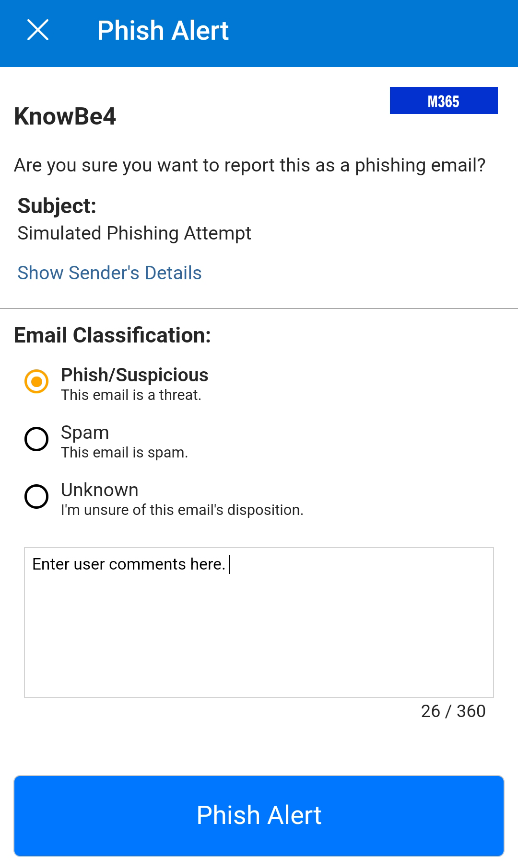 Phish Alert
M365
KnowBe4
Are you sure you want to report this as a phishing email?
Subject:
Simulated Phishing Attempt
Show Sender's Details
Email Classification:
Phish/Suspicious
This email is a threat.
Spam
This email is spam.
Unknown
I'm unsure of this email's disposition.
Enter user comments here.
26 / 360
Phish Alert